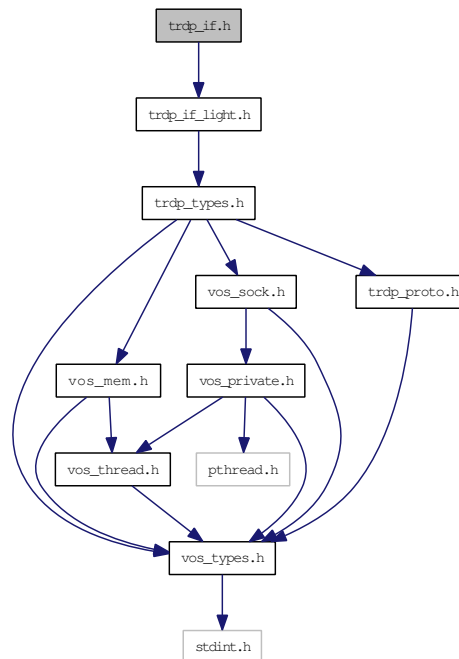 trdp_if.h
trdp_if_light.h
trdp_types.h
vos_sock.h
trdp_proto.h
vos_mem.h
vos_private.h
vos_thread.h
pthread.h
vos_types.h
stdint.h